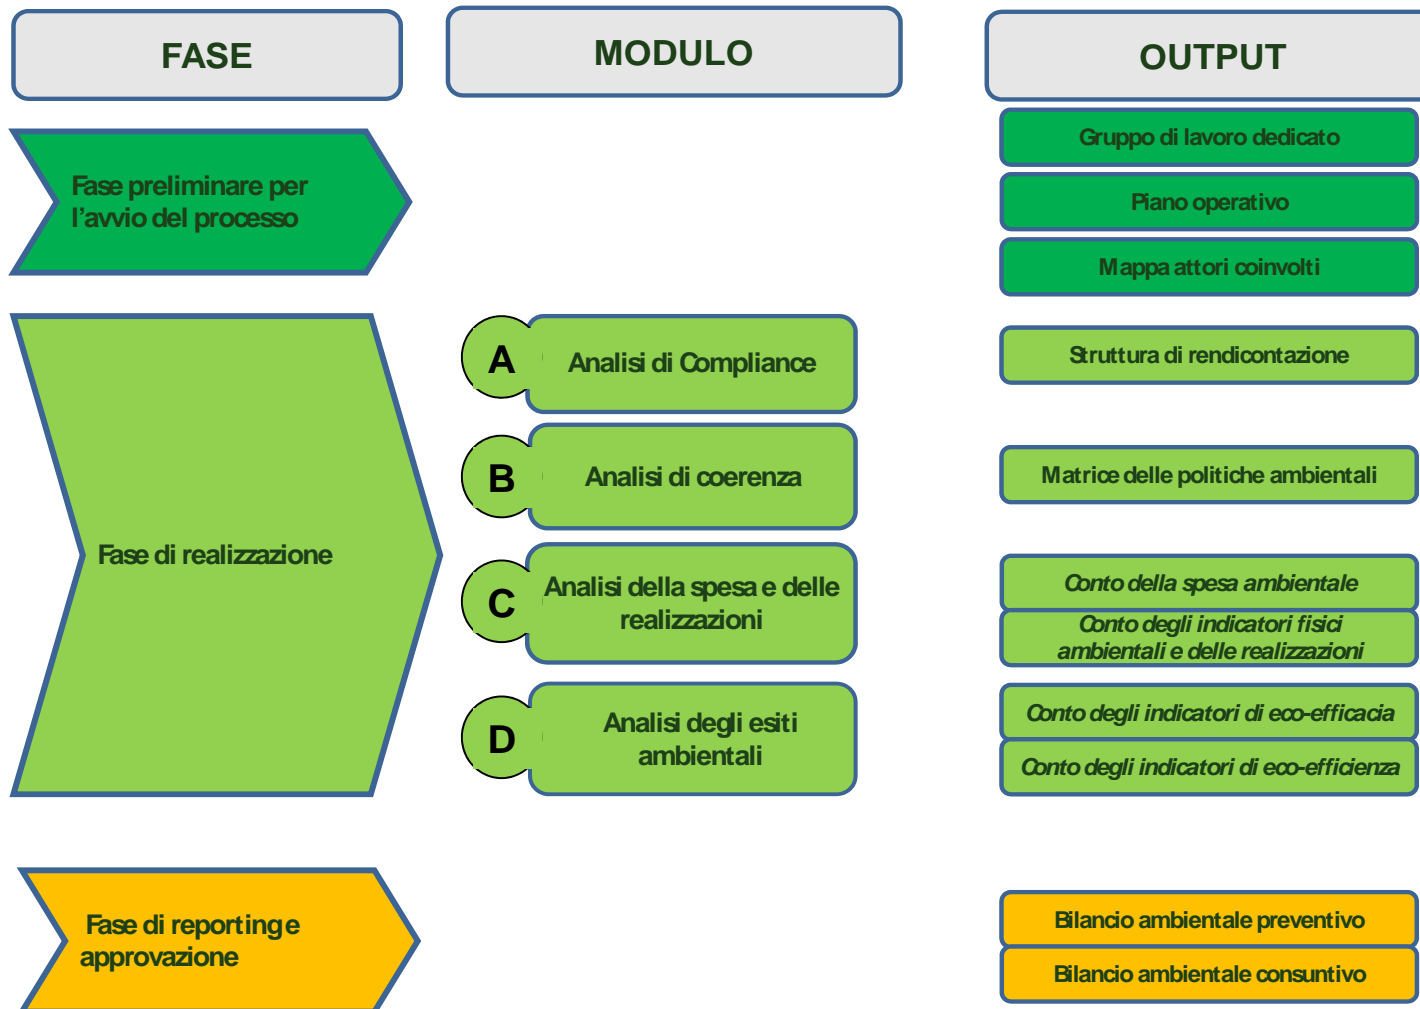 FASE
MODULO
OUTPUT
Fase preliminare per
l'avvio del processo
Gruppo di lavoro dedicato
Piano operativo
Mappa attori coinvolti
Fase di realizzazione
A
Analisi di Compliance
Struttura di rendicontazione
B
Analisi di coerenza
Matrice delle politiche ambientali
C
Analisi della spesa e delle
realizzazioni
Conto della spesa ambientale
Conto degli indicatori fisici
ambientali e delle realizzazioni
D
Analisi degli esiti
ambientali
Conto degli indicatori di eco-efficacia
Conto degli indicatori di eco-efficienza
Fase di reporting e
approvazione
Bilancio ambientale preventivo
Bilancio ambientale consuntivo